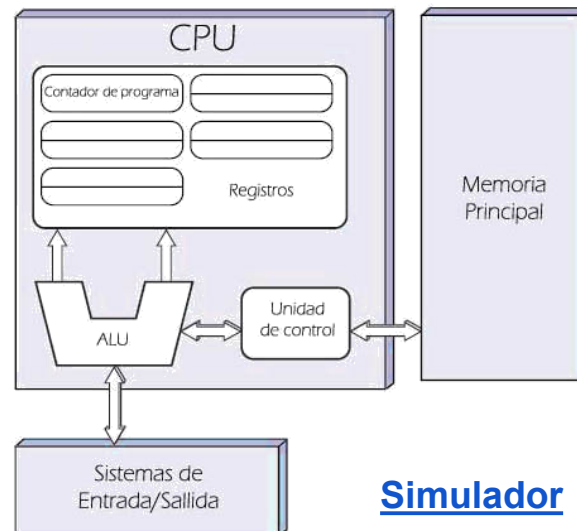 CPU
Contador de programa
Registros
Memoria
Principal
Unidad
de control
ALU
Sistemas de
Entrada/Sallida
Simulador